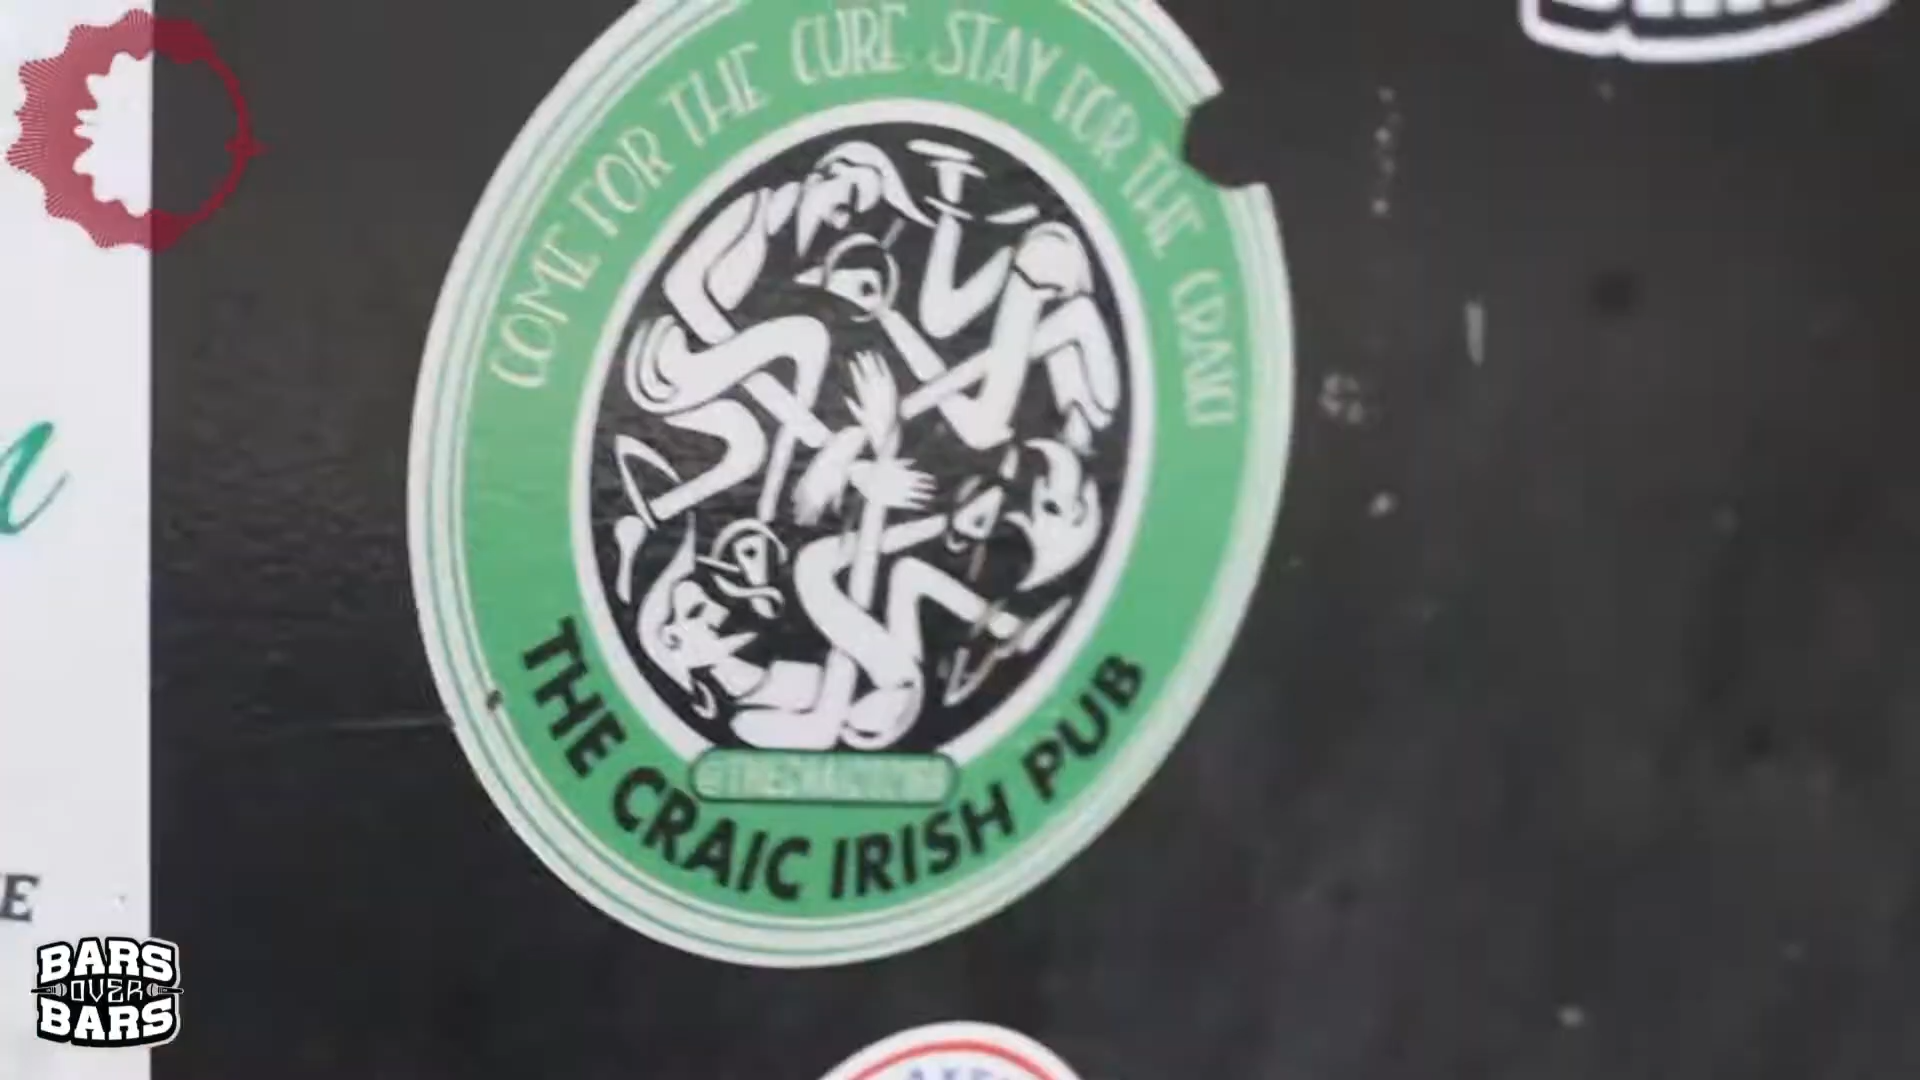 COME FOR THE CURE STAY FOR THE CRAIC!
THE CRAIC IRISH PUB
E
BARS
OVER
BARS